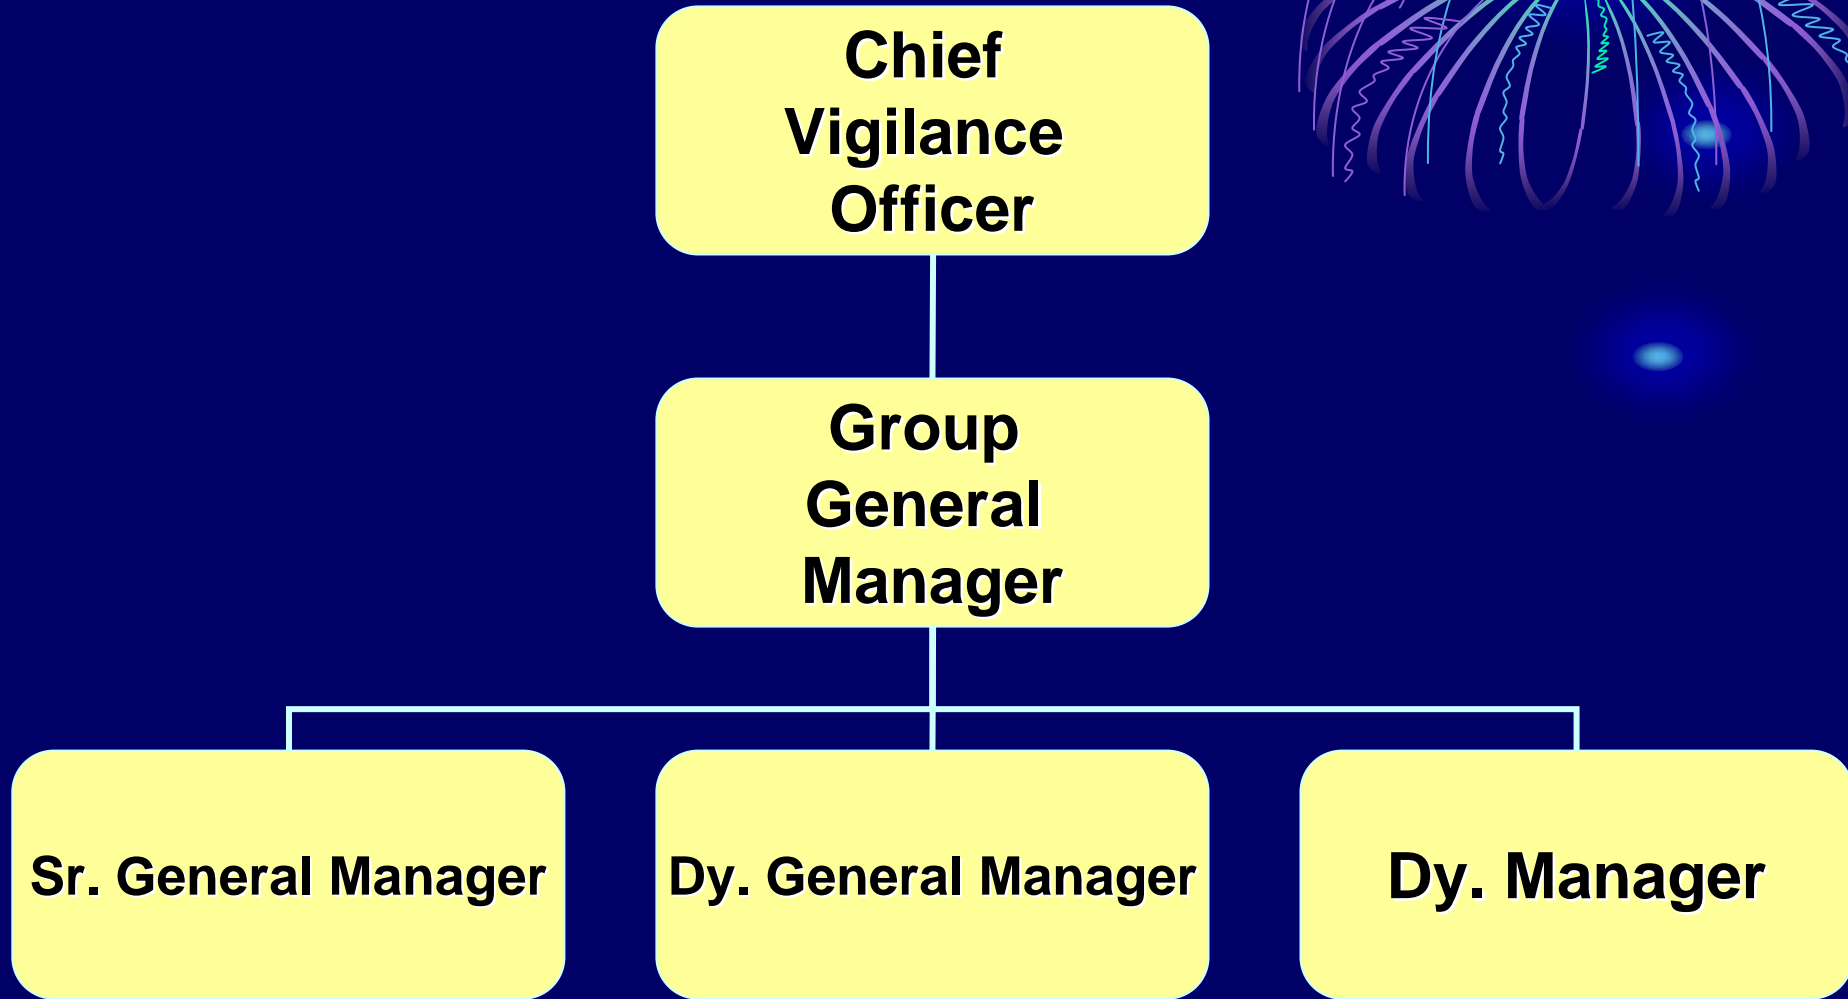 Chief
Vigilance
Officer
Group
General
Manager
Sr. General Manager
Dy. General Manager
Dy. Manager